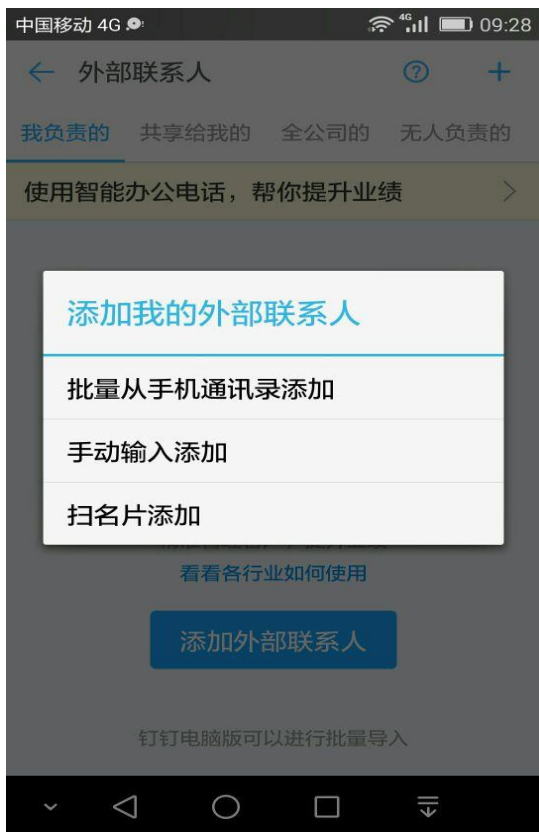 中国移动 4G 4G 09:28
外部联系人
我负责的 共享给我的 全公司的 无人负责的
使用智能办公电话，帮你提升业绩
添加我的外部联系人
批量从手机通讯录添加
手动输入添加
扫名片添加
看看各行业如何使用
添加外部联系人
钉钉电脑版可以进行批量导入